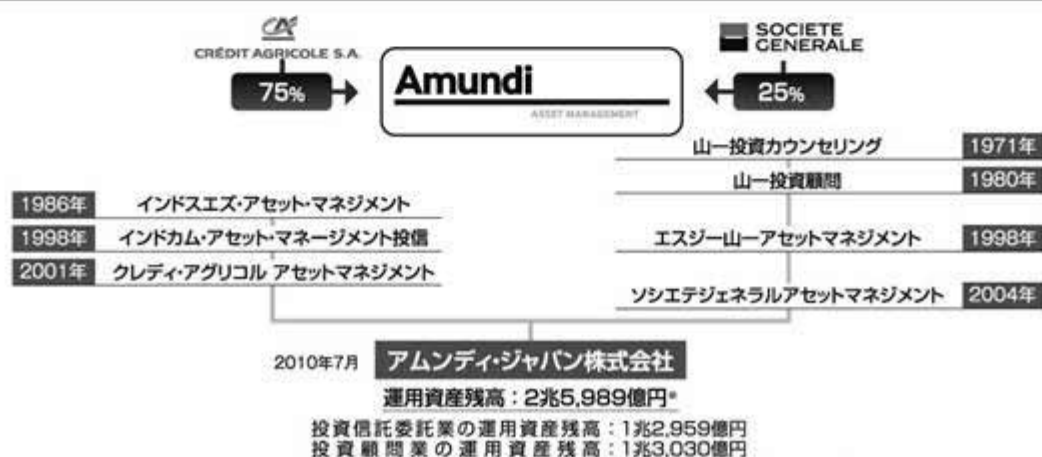 CRÉDIT AGRICOLE S.A.
75%
Amundi
ASSET MANAGEMENT
SOCIETE
GENERALE
25%
山一投資カウンセリング 1971年
山一投資顧問 1980年
1986年 インドスエズ・アセット・マネジメント
1998年 インドカム・アセット・マネージメント投信
エスジー山一アセットマネジメント 1998年
2001年 クレディ・アグリコル アセットマネジメント
ソシエテジェネラルアセットマネジメント 2004年
2010年7月 アムンディ・ジャパン株式会社
運用資産残高:2兆5,989億円*
投資信託委託業の運用資産残高:1兆2,959億円
投資顧問業の運用資産残高:1兆3,030億円